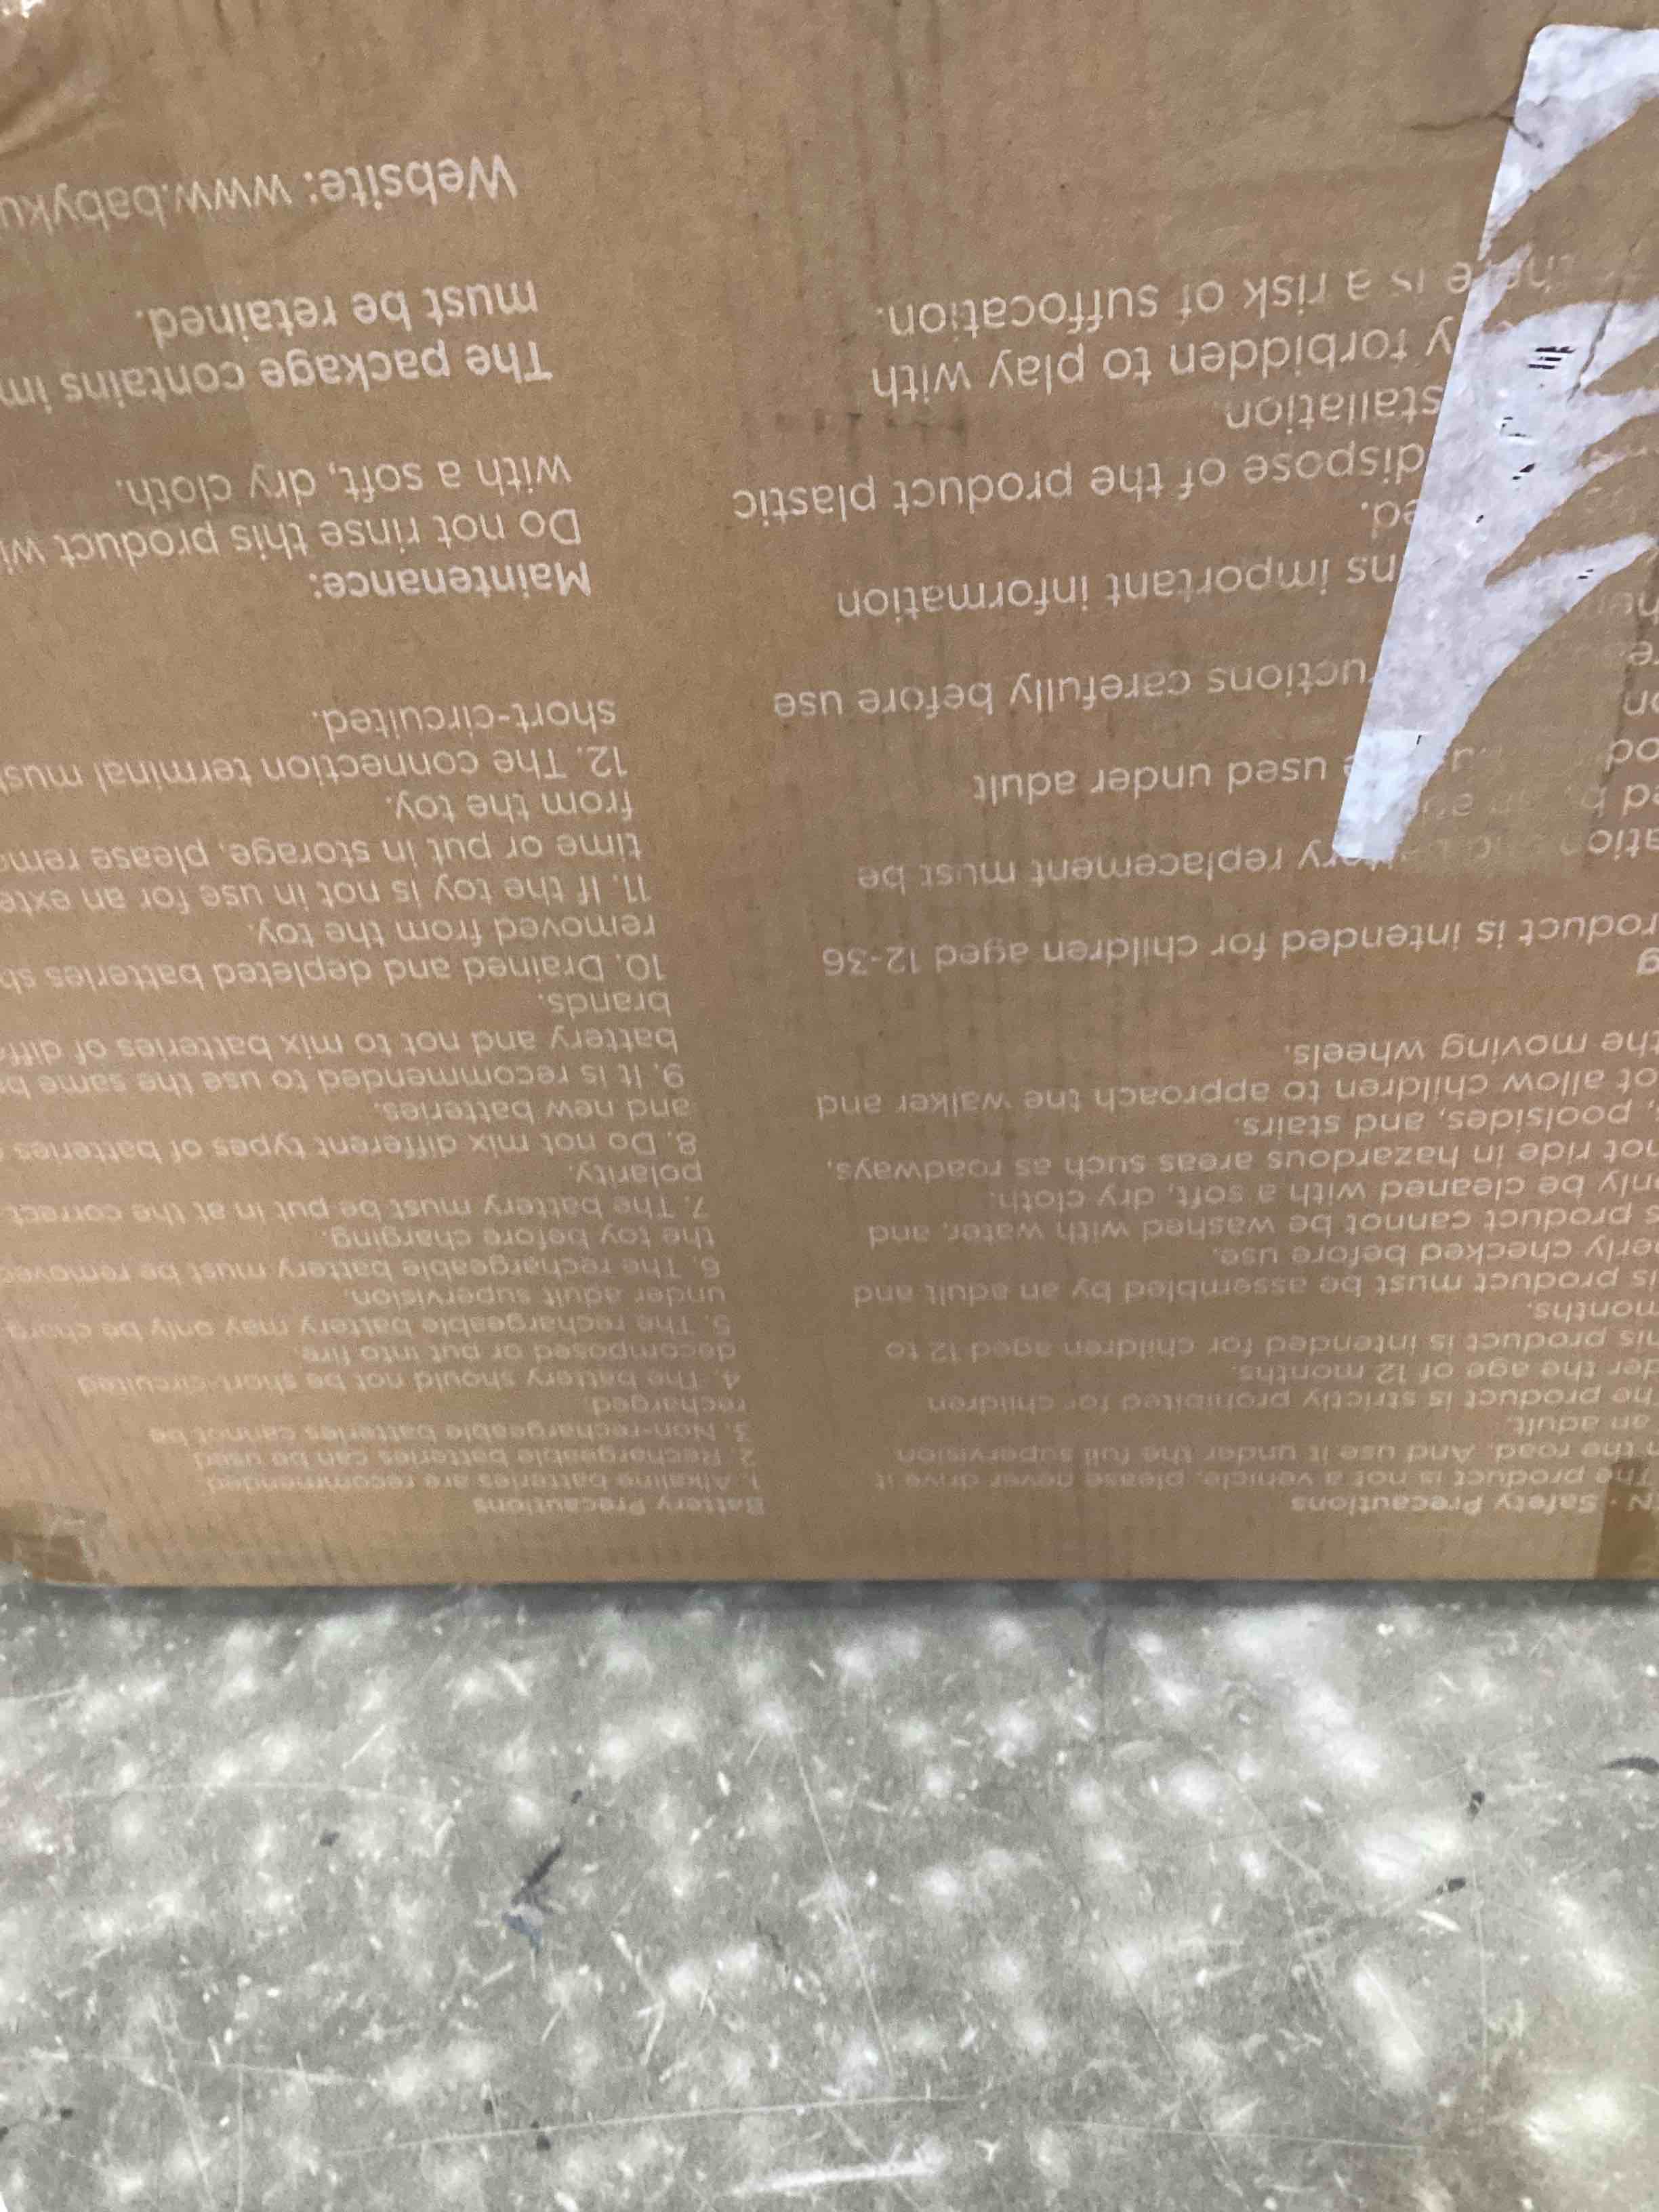 N · Safety Precautions
The product is not a vehicle, please never drive it
the road. And use it under the full supervision
an adult.
he product is strictly prohibited for children
der the age of 12 months.
his product is intended for children aged 12 to
months.
is product must be assembled by an adult and
erly checked before use.
s product cannot be washed with water, and
nly be cleaned with a soft, dry cloth.
not ride in hazardous areas such as roadways,
, poolsides, and stairs.
ot allow children to approach the walker and
the moving wheels.
g
roduct is intended for children aged 12-36
ation replacement must be
ed
od used under adult
on
re uctions carefully before use
ns important information
ed.
dispose of the product plastic
stallation.
y forbidden to play with
is a risk of suffocation.
Battery Precautions
1. Alkaline batteries are recommended
2. Rechargeable batteries can be used
3. Non-rechargeable batteries cannot be
recharged.
4. The battery should not be short-circuited
decomposed or put into fire.
5. The rechargeable battery may only be charg
under adult supervision.
6. The rechargeable battery must be removed
the toy before charging.
7. The battery must be put in at the correct
polarity.
8. Do not mix different types of batteries
and new batteries.
9. It is recommended to use the same b
battery and not to mix batteries of diffe
brands.
10. Drained and depleted batteries sh
removed from the toy.
11. If the toy is not in use for an exte
time or put in storage, please remo
from the toy.
12. The connection terminal must
short-circuited.
Maintenance:
Do not rinse this product wi
with a soft, dry cloth.
The package contains im
must be retained.
Website: www.babyku